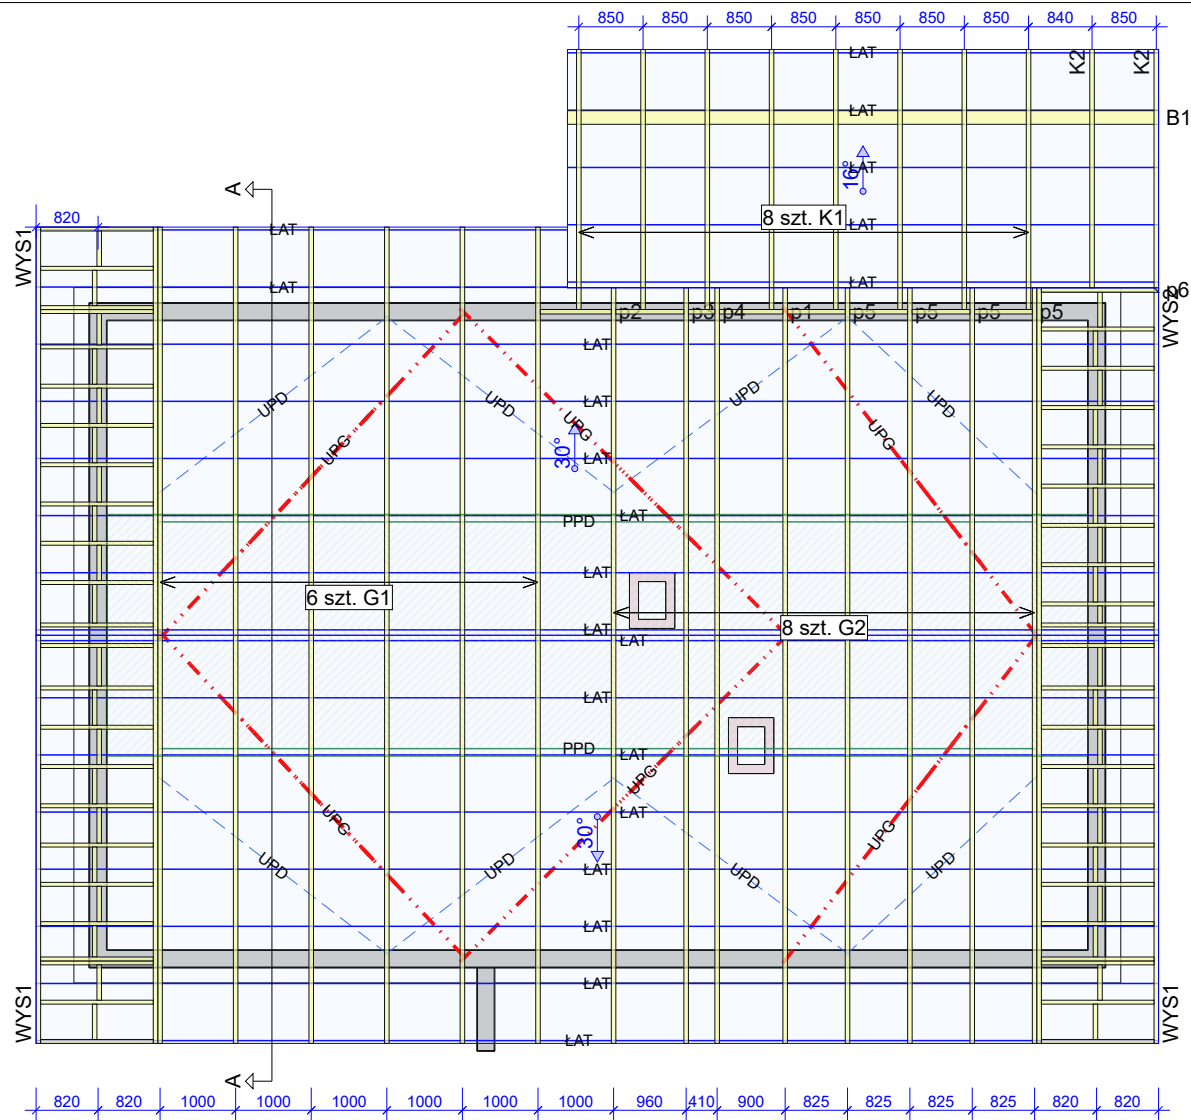 850 850 850 850 850 850 850 840 850
ŁAT
K2
K2
ŁAT
B1
ŁAT
16°
A
8 szt. K1
820
ŁAT
ŁAT
WYS1
ŁAT
ŁAT
p6
p2 p3 p4 p1 p5 p5 p5 p5
ŁAT
UPD
UPD
UPD
UPD
ŁAT
UPG
UPG
UPG
30°
ŁAT
ŁAT
PPD
ŁAT
6 szt. G1
8 szt. G2
ŁAT
ŁAT
ŁAT
PPD
ŁAT
UPG
UPG
UPG
ŁAT
30°
UPD
UPD
UPD
UPD
ŁAT
ŁAT
ŁAT
WYS1
WYS1
ŁAT
A
820 820 1000 1000 1000 1000 1000 1000 960 410 900 825 825 825 825 820 820